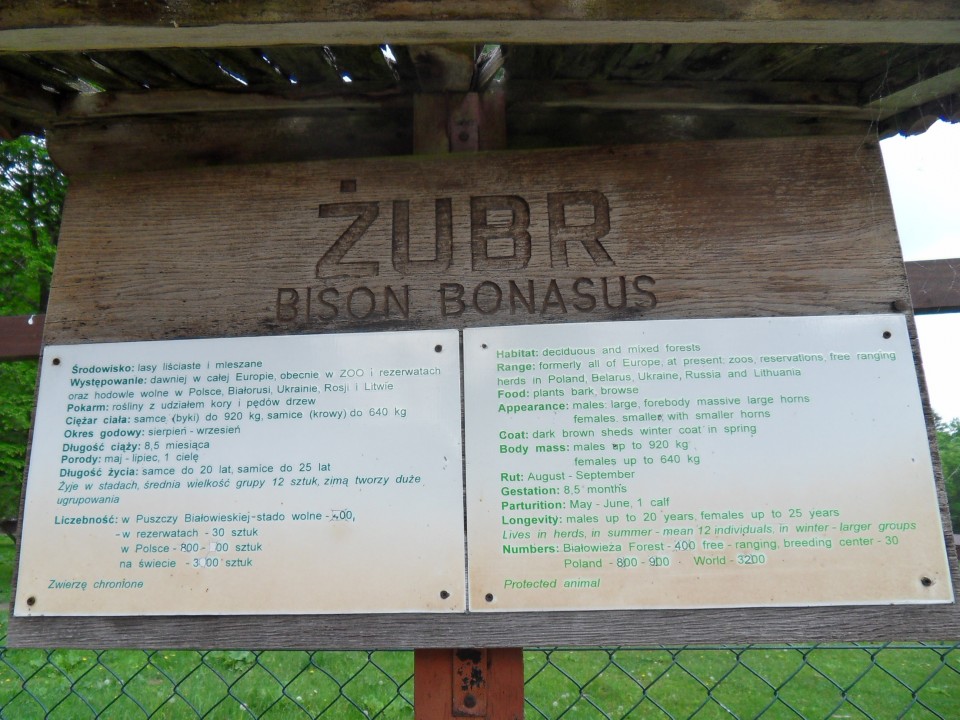 ŻUBR
BISON BONASUS
Środowisko: lasy liściaste i mieszane
Występowanie: dawniej w całej Europie, obecnie w ZOO i rezerwatach
oraz hodowle wolne w Polsce, Białorusi, Ukrainie, Rosji i Litwie
Pokarm: rośliny z udziałem kory i pędów drzew
Ciężar ciała: samce (byki) do 920 kg, samice (krowy) do 640 kg
Okres godowy: sierpień - wrzesień
Długość ciąży: 8,5 miesiąca
Porody: maj - lipiec, 1 cielę
Długość życia: samce do 20 lat, samice do 25 lat
Żyje w stadach, średnia wielkość grupy 12 sztuk, zimą tworzy duże
ugrupowania
Liczebność: w Puszczy Białowieskiej - stado wolne - 400,
- w rezerwatach - 30 sztuk
w Polsce - 800 - sztuk
na świecie - sztuk
Zwierzę chronione
Habitat: deciduous and mixed forests
Range: formerly all of Europe, at present: zoos, reservations, free ranging
herds in Poland, Belarus, Ukraine, Russia and Lithuania
Food: plants bark, browse
Appearance: males: large, forebody massive large horns
females: smaller, with smaller horns
Coat: dark brown sheds winter coat in spring
Body mass: males up to 920 kg
females up to 640 kg
Rut: August - September
Gestation: 8,5 months
Parturition: May - June, 1 calf
Longevity: males up to 20 years, females up to 25 years
Lives in herds, in summer - mean 12 individuals, in winter - larger groups
Numbers: Białowieża Forest - 400 free - ranging, breeding center - 30
Poland - 800 - 900 World - 3200
Protected animal